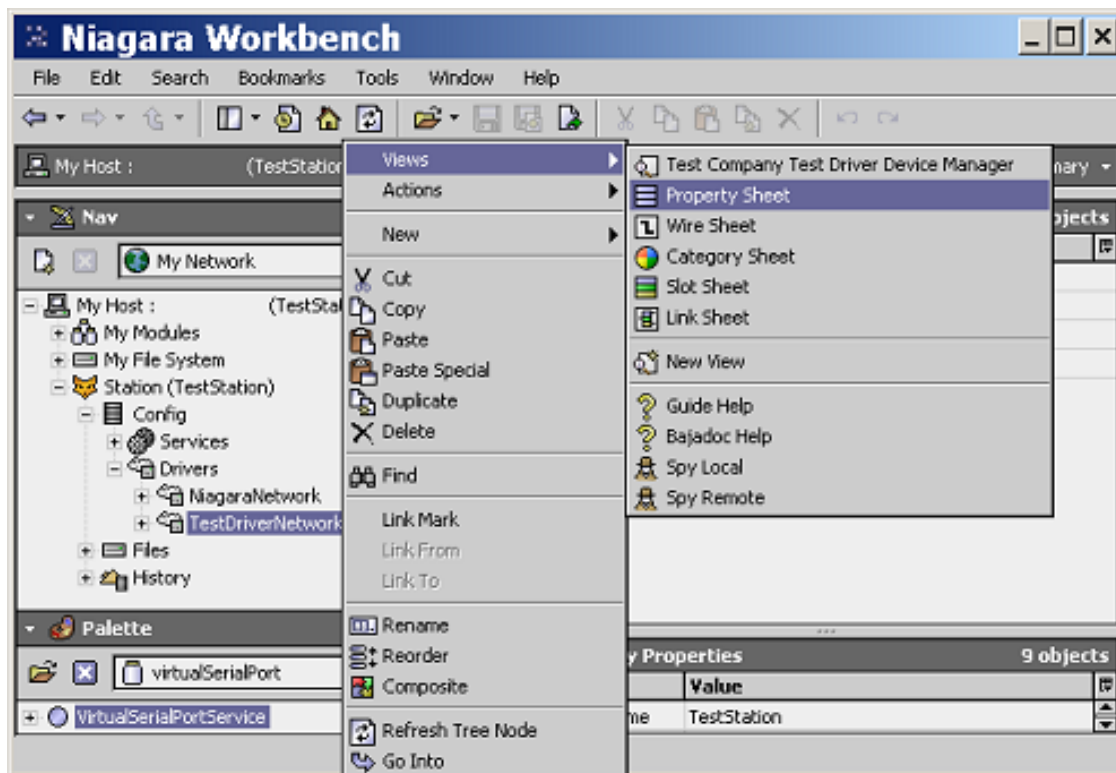 Niagara Workbench
File Edit Search Bookmarks Tools Window Help
My Host : (TestStation
Nav
My Network
My Host : (TestStat
My Modules
My File System
Station (TestStation)
Config
Services
Drivers
NiagaraNetwork
TestDriverNetwork
Files
History
Palette
virtualSerialPort
VirtualSerialPortService
Views
Actions
New
Cut
Copy
Paste
Paste Special
Duplicate
Delete
Find
Link Mark
Link From
Link To
Rename
Reorder
Composite
Refresh Tree Node
Go Into
Test Company Test Driver Device Manager
Property Sheet
Wire Sheet
Category Sheet
Slot Sheet
Link Sheet
New View
Guide Help
Bajadoc Help
Spy Local
Spy Remote
mary
bjects
y Properties 9 objects
Value
me TestStation